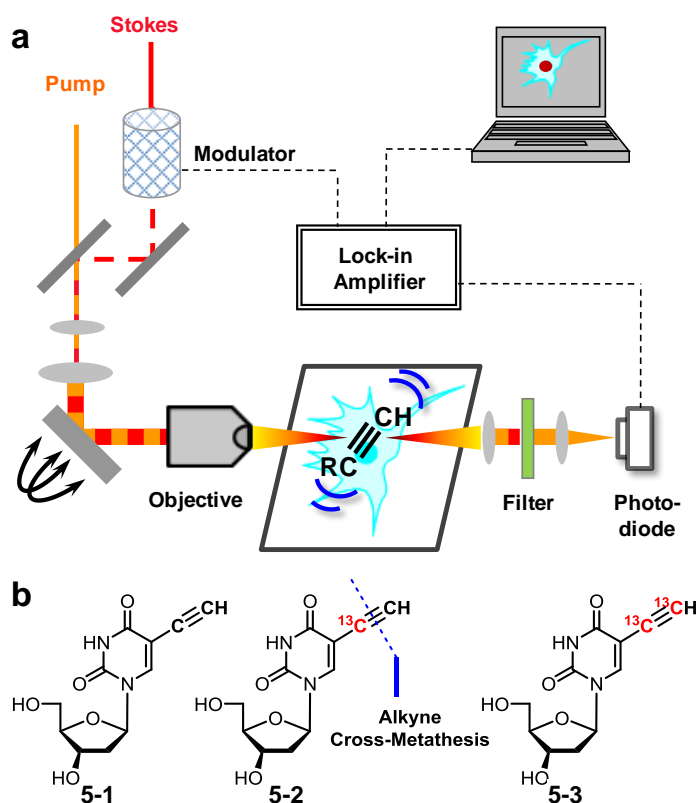 a
Stokes
Pump
Modulator
Lock-in
Amplifier
CH
RC
Objective
Filter
Photo-
diode
b
O
CH
HN
O
N
HO
O
HO
5-1
O
13C
CH
HN
O
N
HO
O
HO
5-2
Alkyne
Cross-Metathesis
O
13C
13CH
HN
O
N
HO
O
HO
5-3